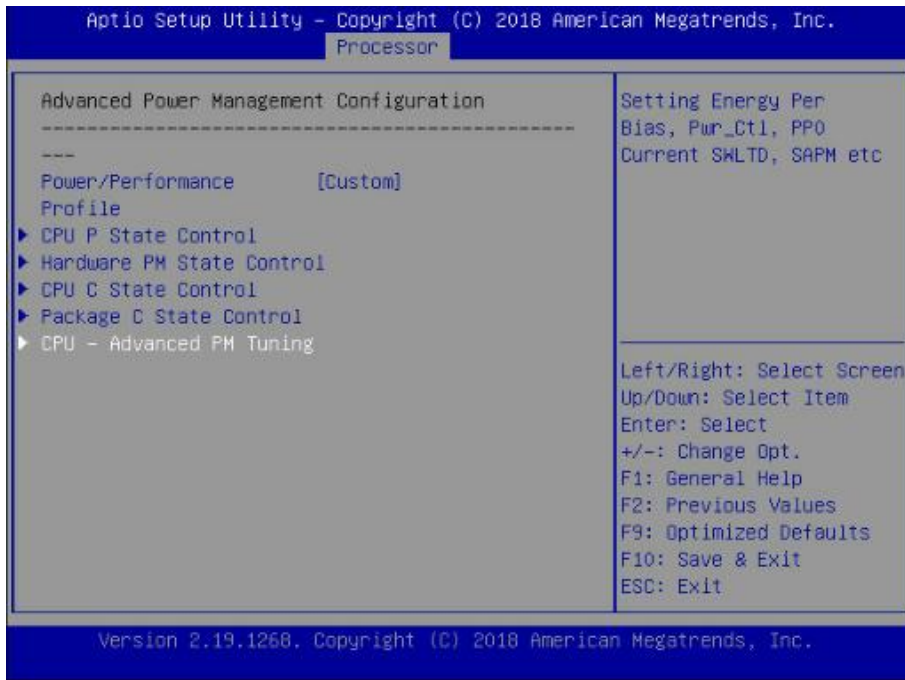 Aptio Setup Utility – Copyright (C) 2018 American Megatrends, Inc.
Processor
Advanced Power Management Configuration
-------------------------------------------------
---
Power/Performance [Custom]
Profile
CPU P State Control
Hardware PM State Control
CPU C State Control
Package C State Control
CPU – Advanced PM Tuning
Setting Energy Per
Bias, Pwr_Ctl, PP0
Current SWLTD, SAPM etc
Left/Right: Select Screen
Up/Down: Select Item
Enter: Select
+/-: Change Opt.
F1: General Help
F2: Previous Values
F9: Optimized Defaults
F10: Save & Exit
ESC: Exit
Version 2.19.1268. Copyright (C) 2018 American Megatrends, Inc.